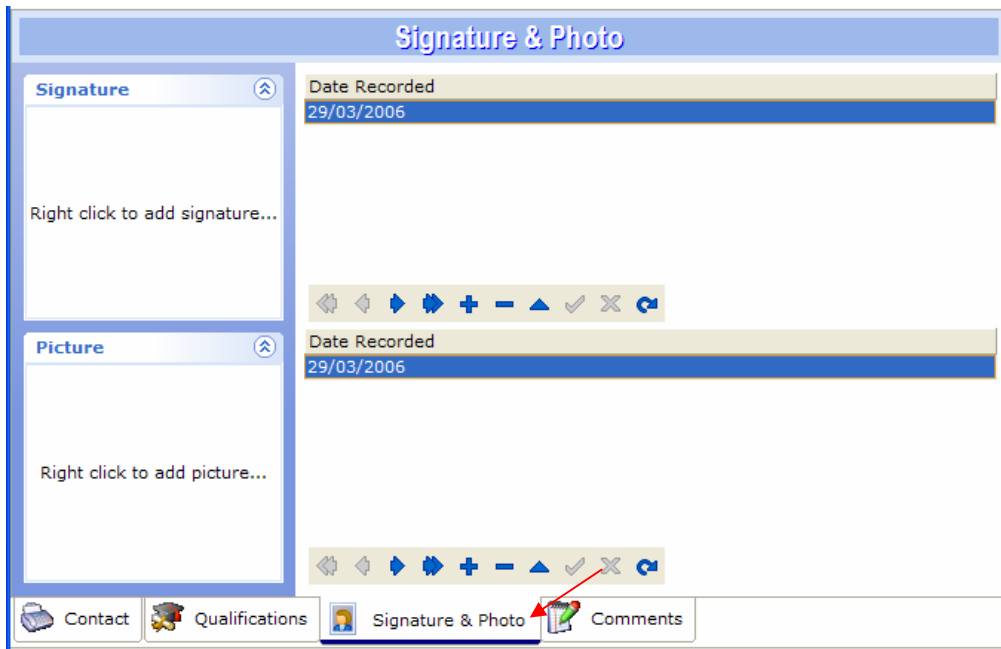 Signature & Photo
Signature
Right click to add signature...
Date Recorded
29/03/2006
Picture
Right click to add picture...
Date Recorded
29/03/2006
Contact
Qualifications
Signature & Photo
Comments